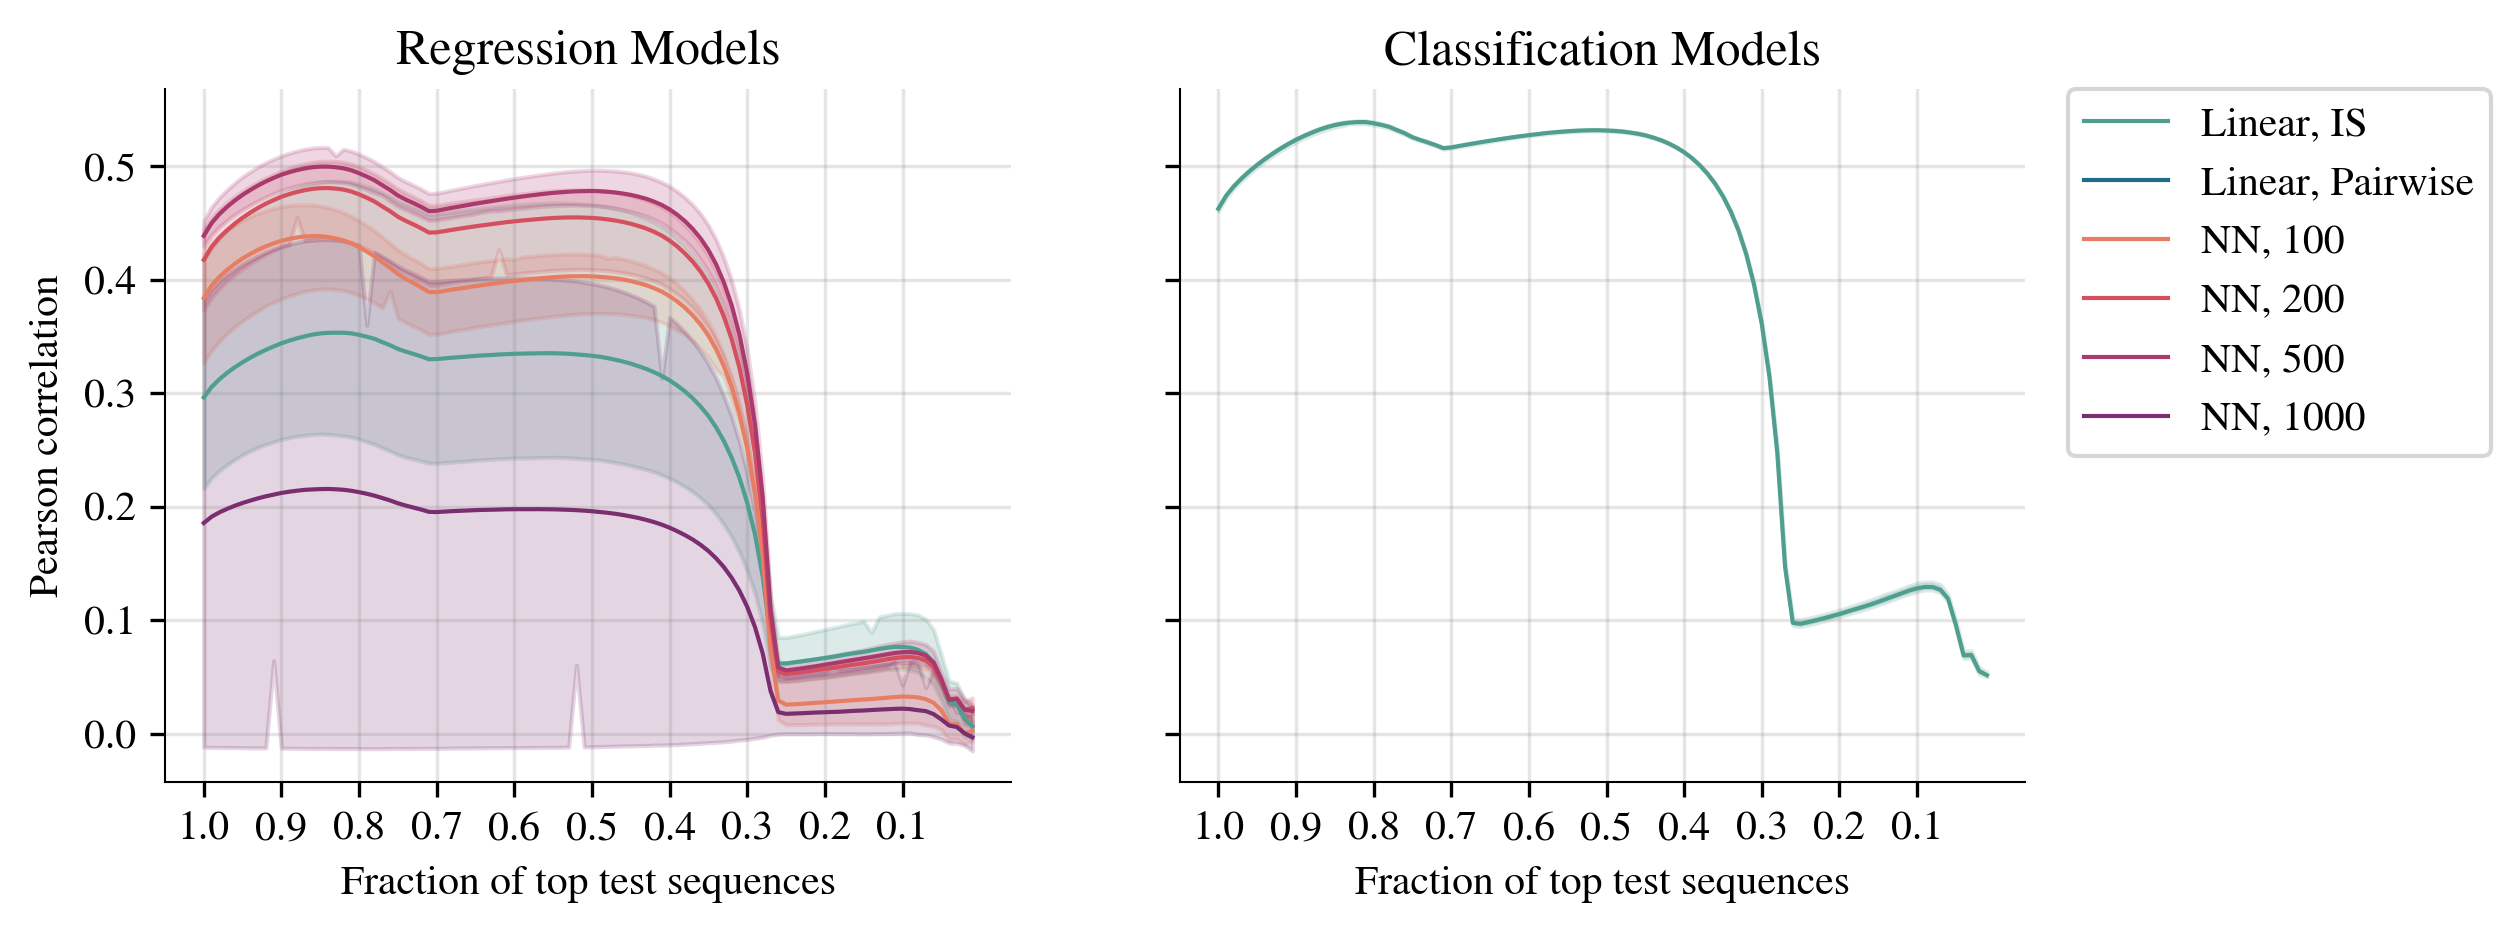 Regression Models
Classification Models
Pearson correlation
0.5
0.4
0.3
0.2
0.1
0.0
1.0 0.9 0.8 0.7 0.6 0.5 0.4 0.3 0.2 0.1
Fraction of top test sequences
1.0 0.9 0.8 0.7 0.6 0.5 0.4 0.3 0.2 0.1
Fraction of top test sequences
Linear, IS
Linear, Pairwise
NN, 100
NN, 200
NN, 500
NN, 1000